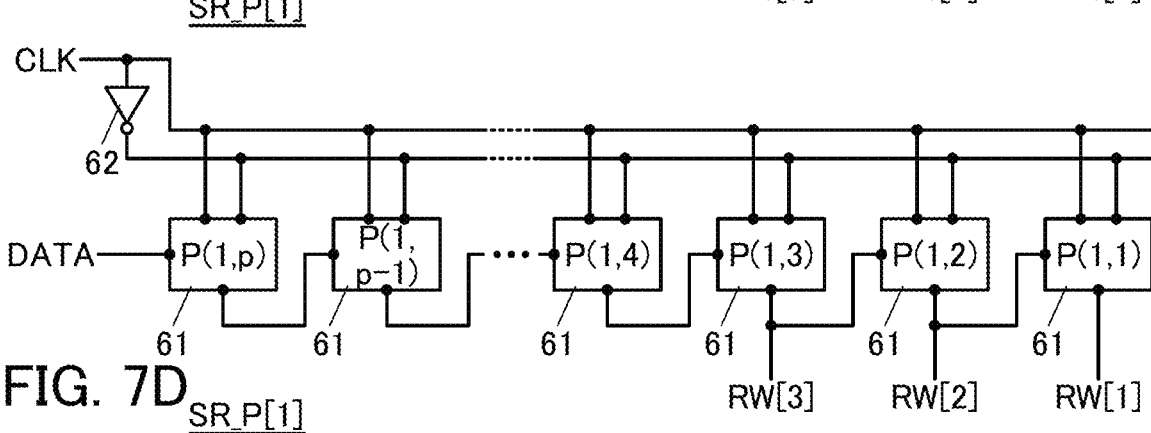 SR_P[1]
CLK
62
DATA
P(1,p)
P(1,
p-1)
...
P(1,4)
P(1,3)
P(1,2)
P(1,1)
61 61 61 61 61 61
RW[3] RW[2] RW[1]
FIG. 7D
SR_P[1]